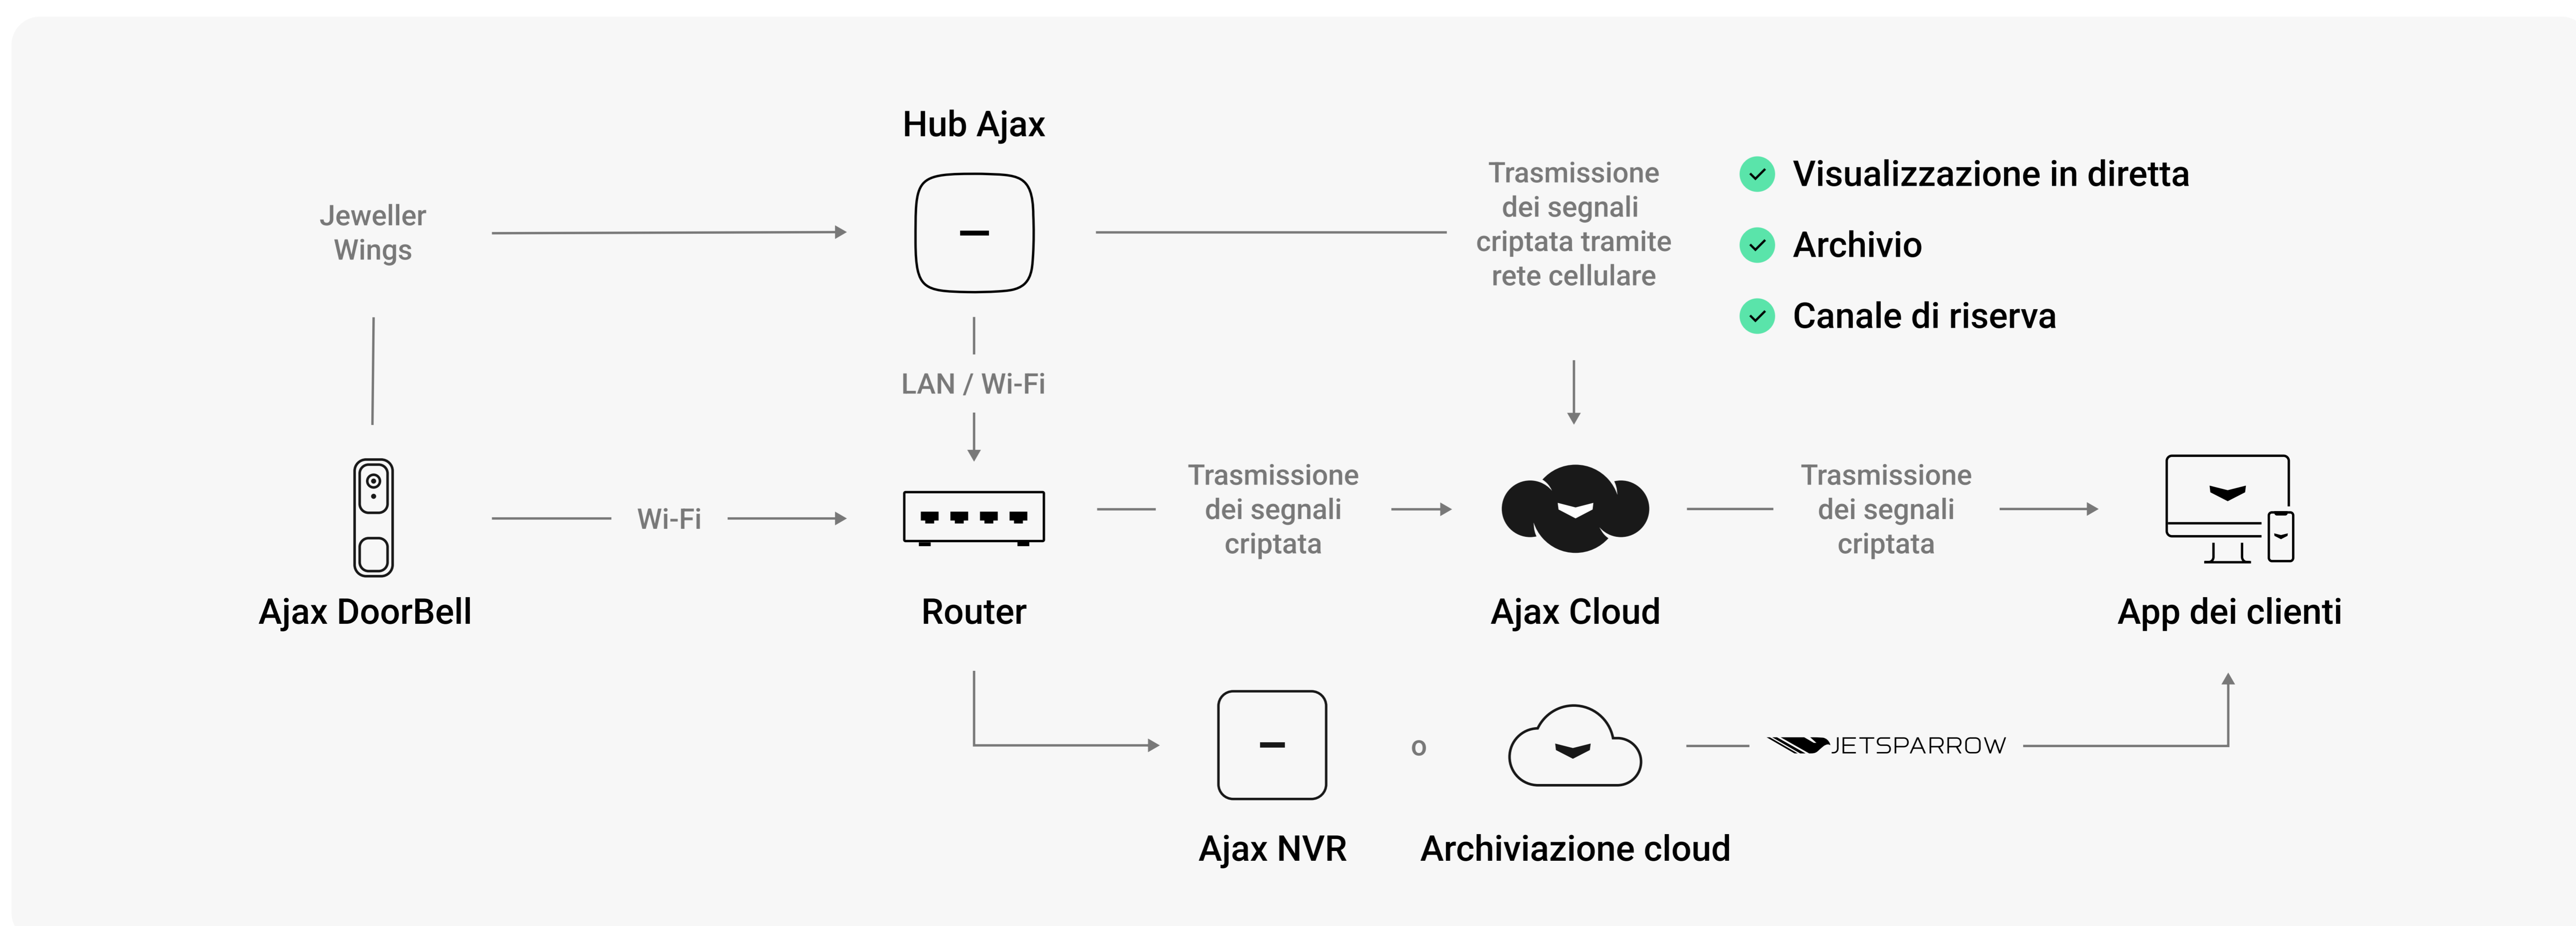 Hub Ajax
Jeweller
Wings
Trasmissione
dei segnali
criptata tramite
rete cellulare
Visualizzazione in diretta
Archivio
Canale di riserva
LAN / Wi-Fi
Wi-Fi
Trasmissione
dei segnali
criptata
Trasmissione
dei segnali
criptata
Ajax DoorBell
Router
Ajax Cloud
App dei clienti
o
JETSPARROW
Ajax NVR
Archiviazione cloud